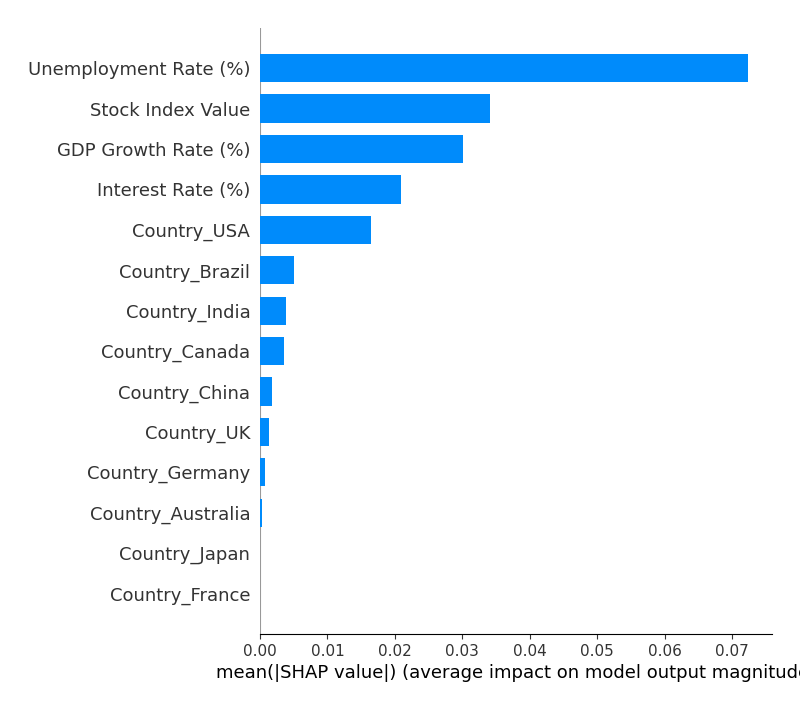 Unemployment Rate (%)
Stock Index Value
GDP Growth Rate (%)
Interest Rate (%)
Country_USA
Country_Brazil
Country_India
Country_Canada
Country_China
Country_UK
Country_Germany
Country_Australia
Country_Japan
Country_France
0.00 0.01 0.02 0.03 0.04 0.05 0.06 0.07
mean(|SHAP value|) (average impact on model output magnitude